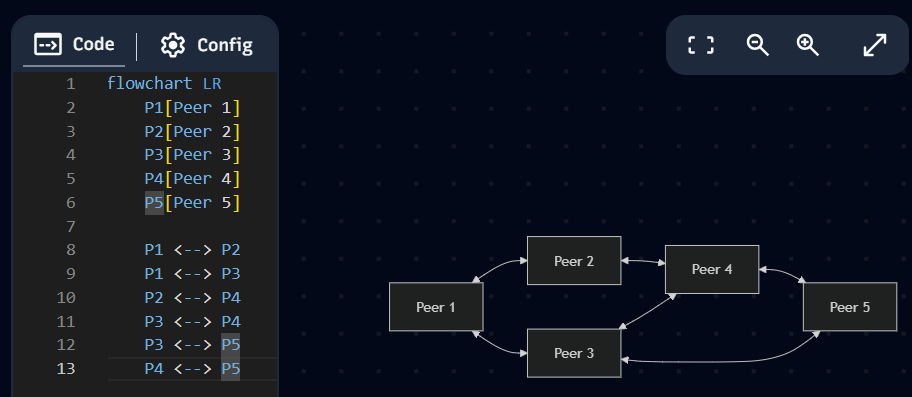 Code
Config
1 flowchart LR
2 P1[Peer 1]
3 P2[Peer 2]
4 P3[Peer 3]
5 P4[Peer 4]
6 P5[Peer 5]
7
8 P1 <--> P2
9 P1 <--> P3
10 P2 <--> P4
11 P3 <--> P4
12 P3 <--> P5
13 P4 <--> P5
Peer 1
Peer 2
Peer 3
Peer 4
Peer 5